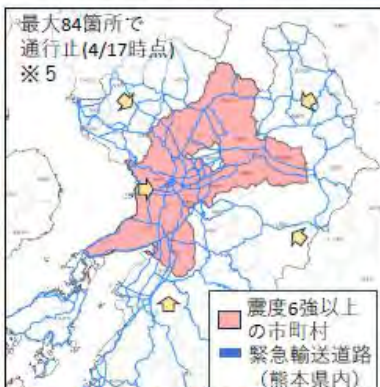 最大84箇所で
通行止(4/17時点)
※５
震度6強以上
の市町村
緊急輸送道路
（熊本県内）